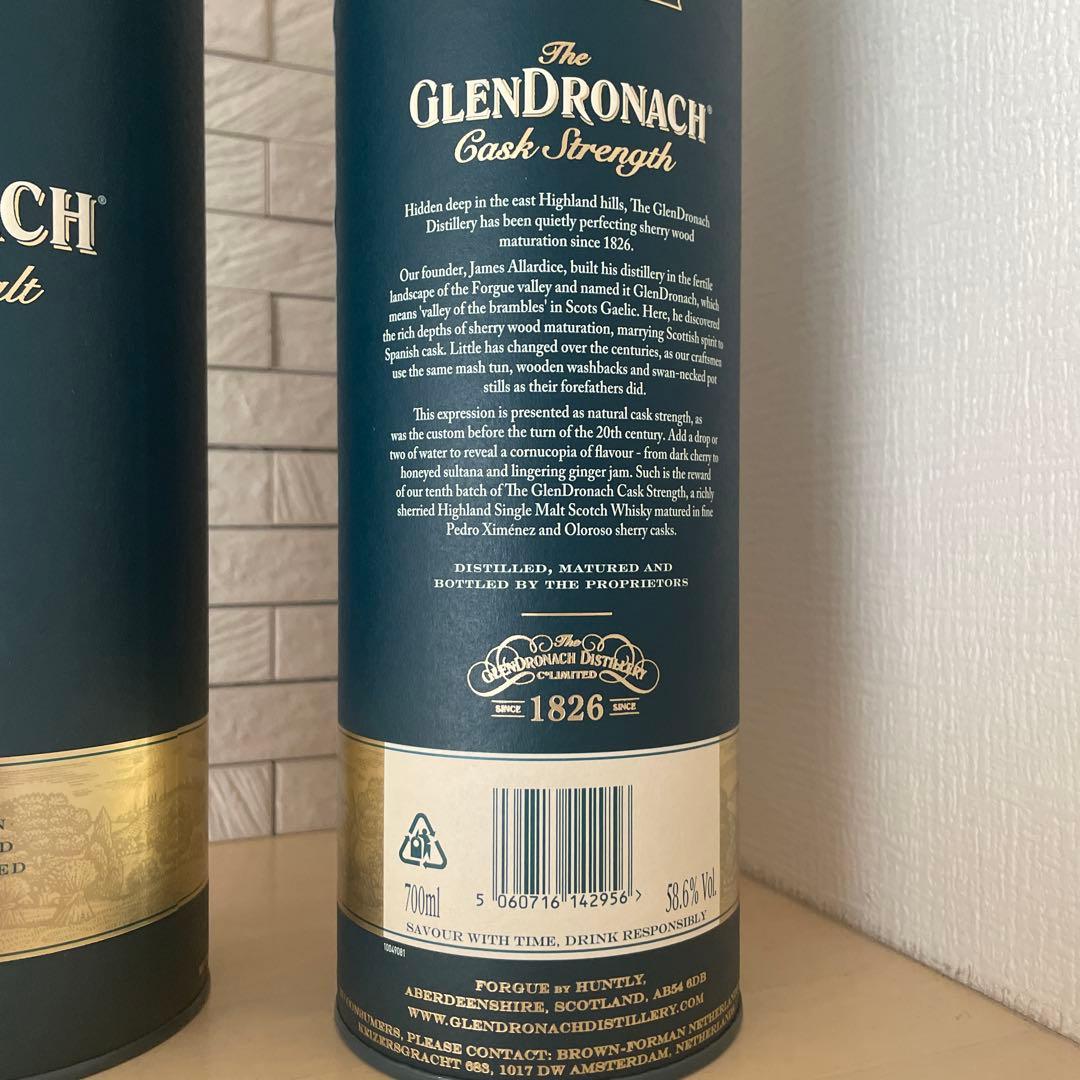 The
GLENDRONACH®
Cask Strength
Hidden deep in the east Highland hills, The GlenDronach
Distillery has been quietly perfecting sherry wood
maturation since 1826.
Our founder, James Allardice, built his distillery in the fertile
landscape of the Forgue valley and named it GlenDronach, which
means 'valley of the brambles' in Scots Gaelic. Here, he discovered
the rich depths of sherry wood maturation, marrying Scottish spirit to
Spanish cask. Little has changed over the centuries, as our craftsmen
use the same mash tun, wooden washbacks and swan-necked pot
stills as their forefathers did.
This expression is presented as natural cask strength, as
was the custom before the turn of the 20th century. Add a drop or
two of water to reveal a cornucopia of flavour - from dark cherry to
honeyed sultana and lingering ginger jam. Such is the reward
of our tenth batch of The GlenDronach Cask Strength, a richly
sherried Highland Single Malt Scotch Whisky matured in fine
Pedro Ximénez and Oloroso sherry casks.
DISTILLED, MATURED AND
BOTTLED BY THE PROPRIETORS
The
GLENDRONACH DISTILLERY
Co LIMITED
SINCE 1826 SINCE
700ml
5 060716 142956 >
58.6% Vol.
SAVOUR WITH TIME, DRINK RESPONSIBLY
10049081
FORGUE BY HUNTLY,
ABERDEENSHIRE, SCOTLAND, AB54 6DB
WWW.GLENDRONACHDISTILLERY.COM
CONSUMERS, PLEASE CONTACT: BROWN-FORMAN NETHERLANDS
KEIZERSGRACHT 683, 1017 DW AMSTERDAM, NETHERLANDS
ACH®
alt
N
D
ED